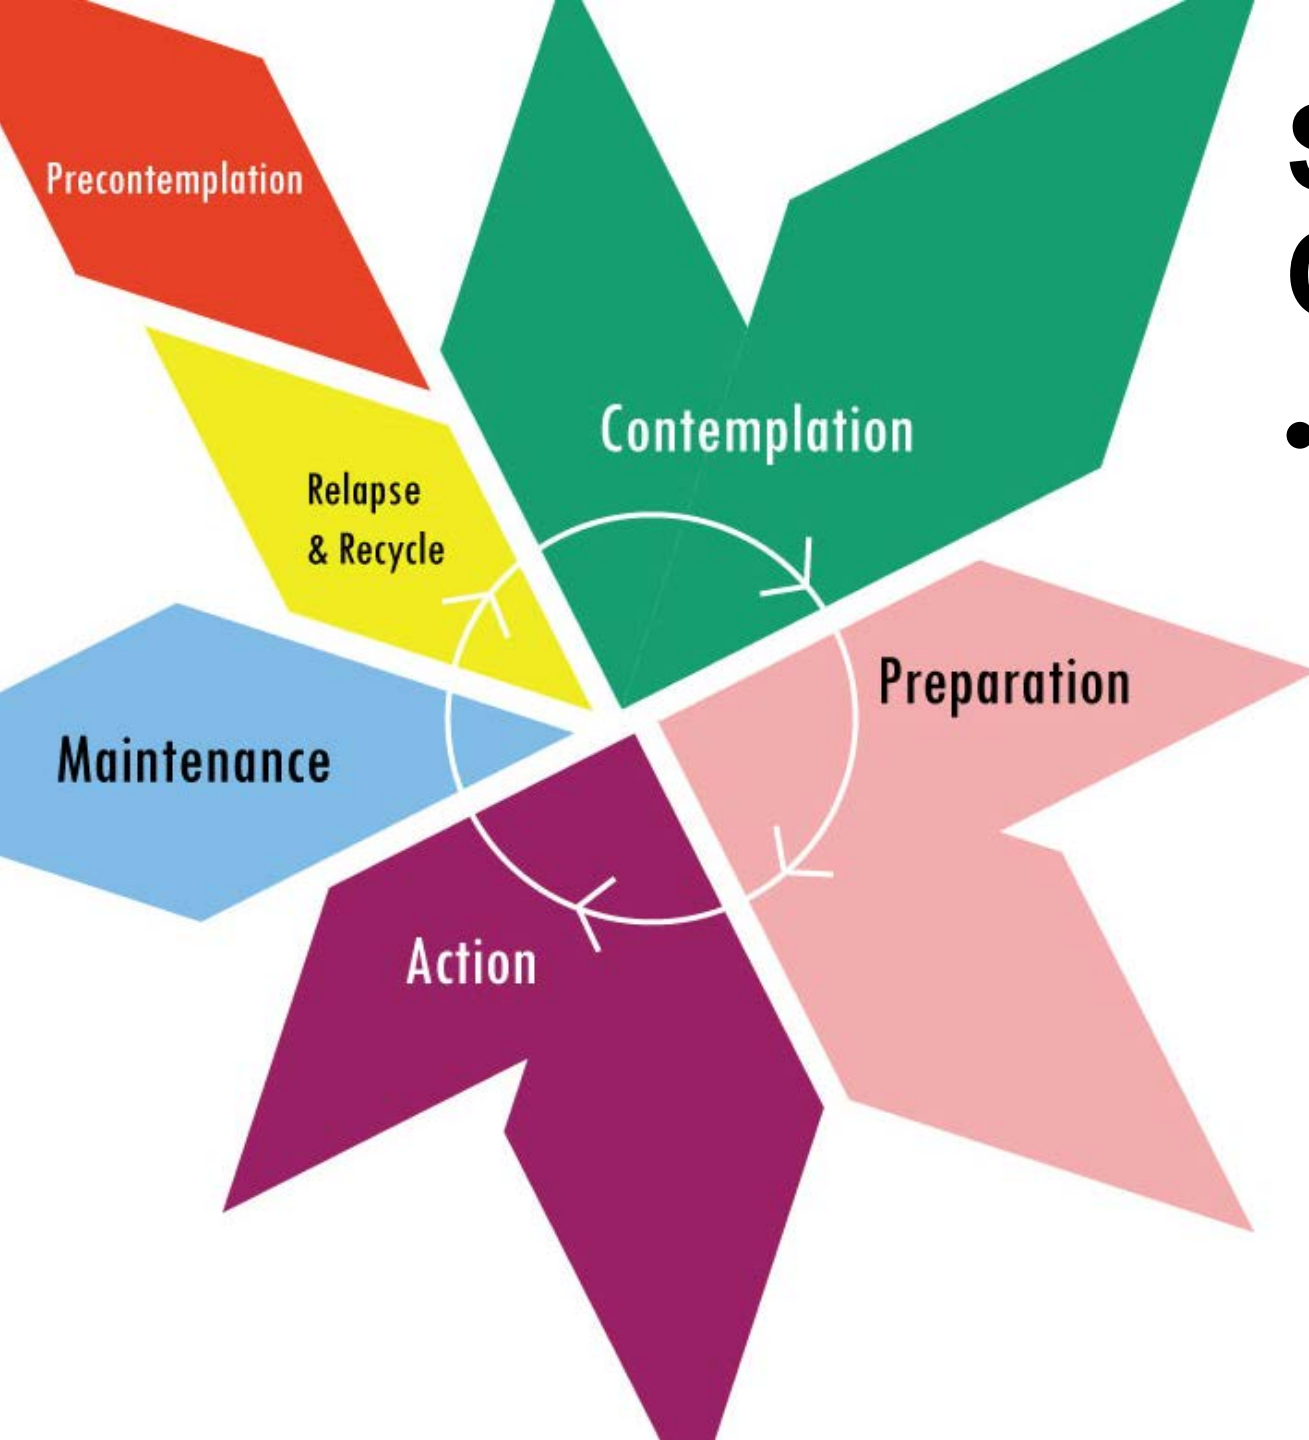 Precontemplation
Contemplation
Relapse
& Recycle
Preparation
Maintenance
Action